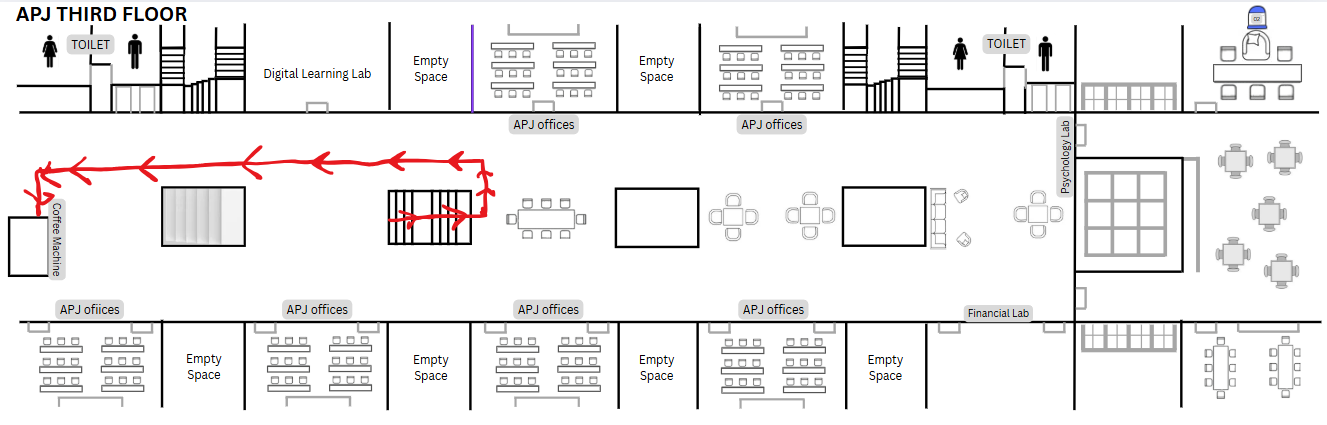 APJ THIRD FLOOR
TOILET
Digital Learning Lab
Empty
Space
Empty
Space
TOILET
02
APJ offices
APJ offices
Psychology Lab
Coffee Machine
APJ ofiices
APJ offices
APJ offices
APJ offices
Financial Lab
Empty
Space
Empty
Space
Empty
Space
Empty
Space